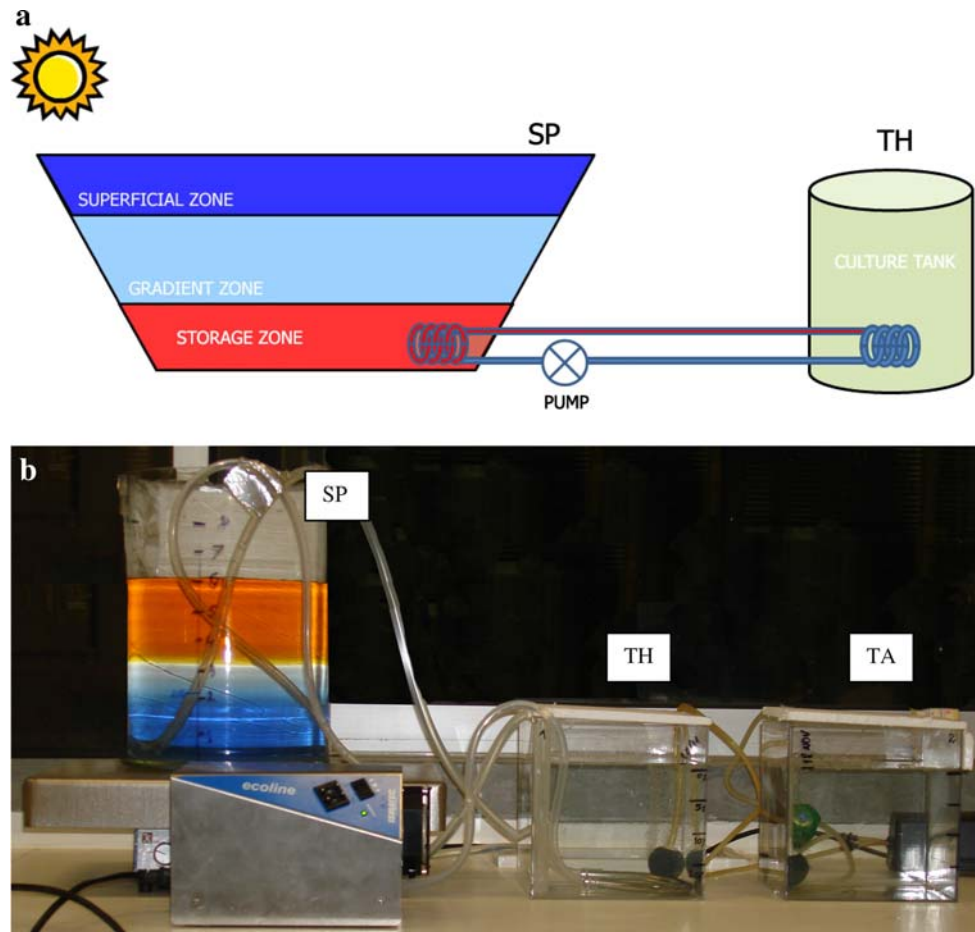 a
SP
TH
SUPERFICIAL ZONE
GRADIENT ZONE
STORAGE ZONE
CULTURE TANK
PUMP
b
SP
TH
TA
ecoline